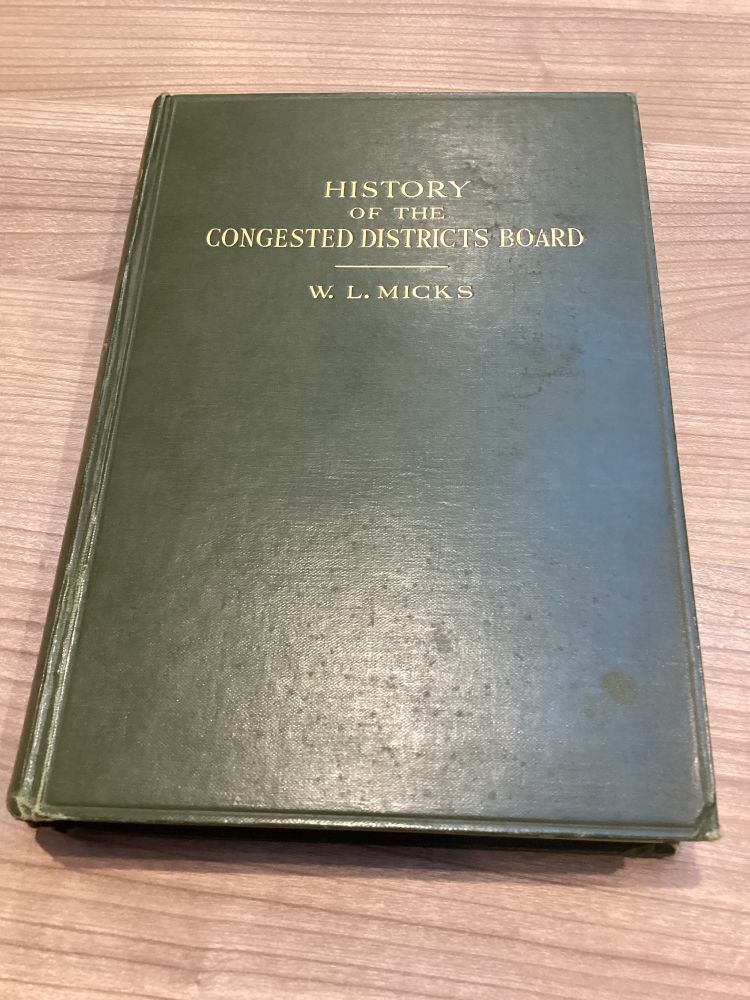 HISTORY
OF THE
CONGESTED DISTRICTS BOARD
W. L. MICKS